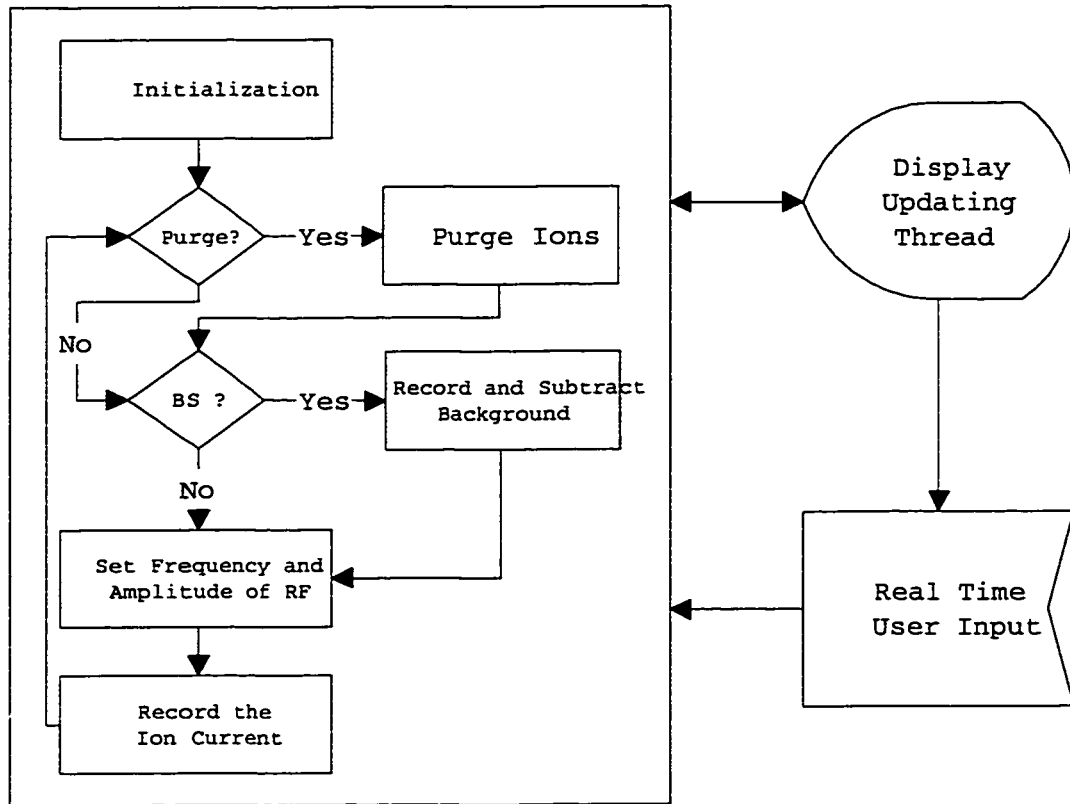 Initialization
Purge?
Yes
Purge Ions
No
BS ?
Yes
Record and Subtract
Background
No
Set Frequency and
Amplitude of RF
Record the
Ion Current
Display
Updating
Thread
Real Time
User Input